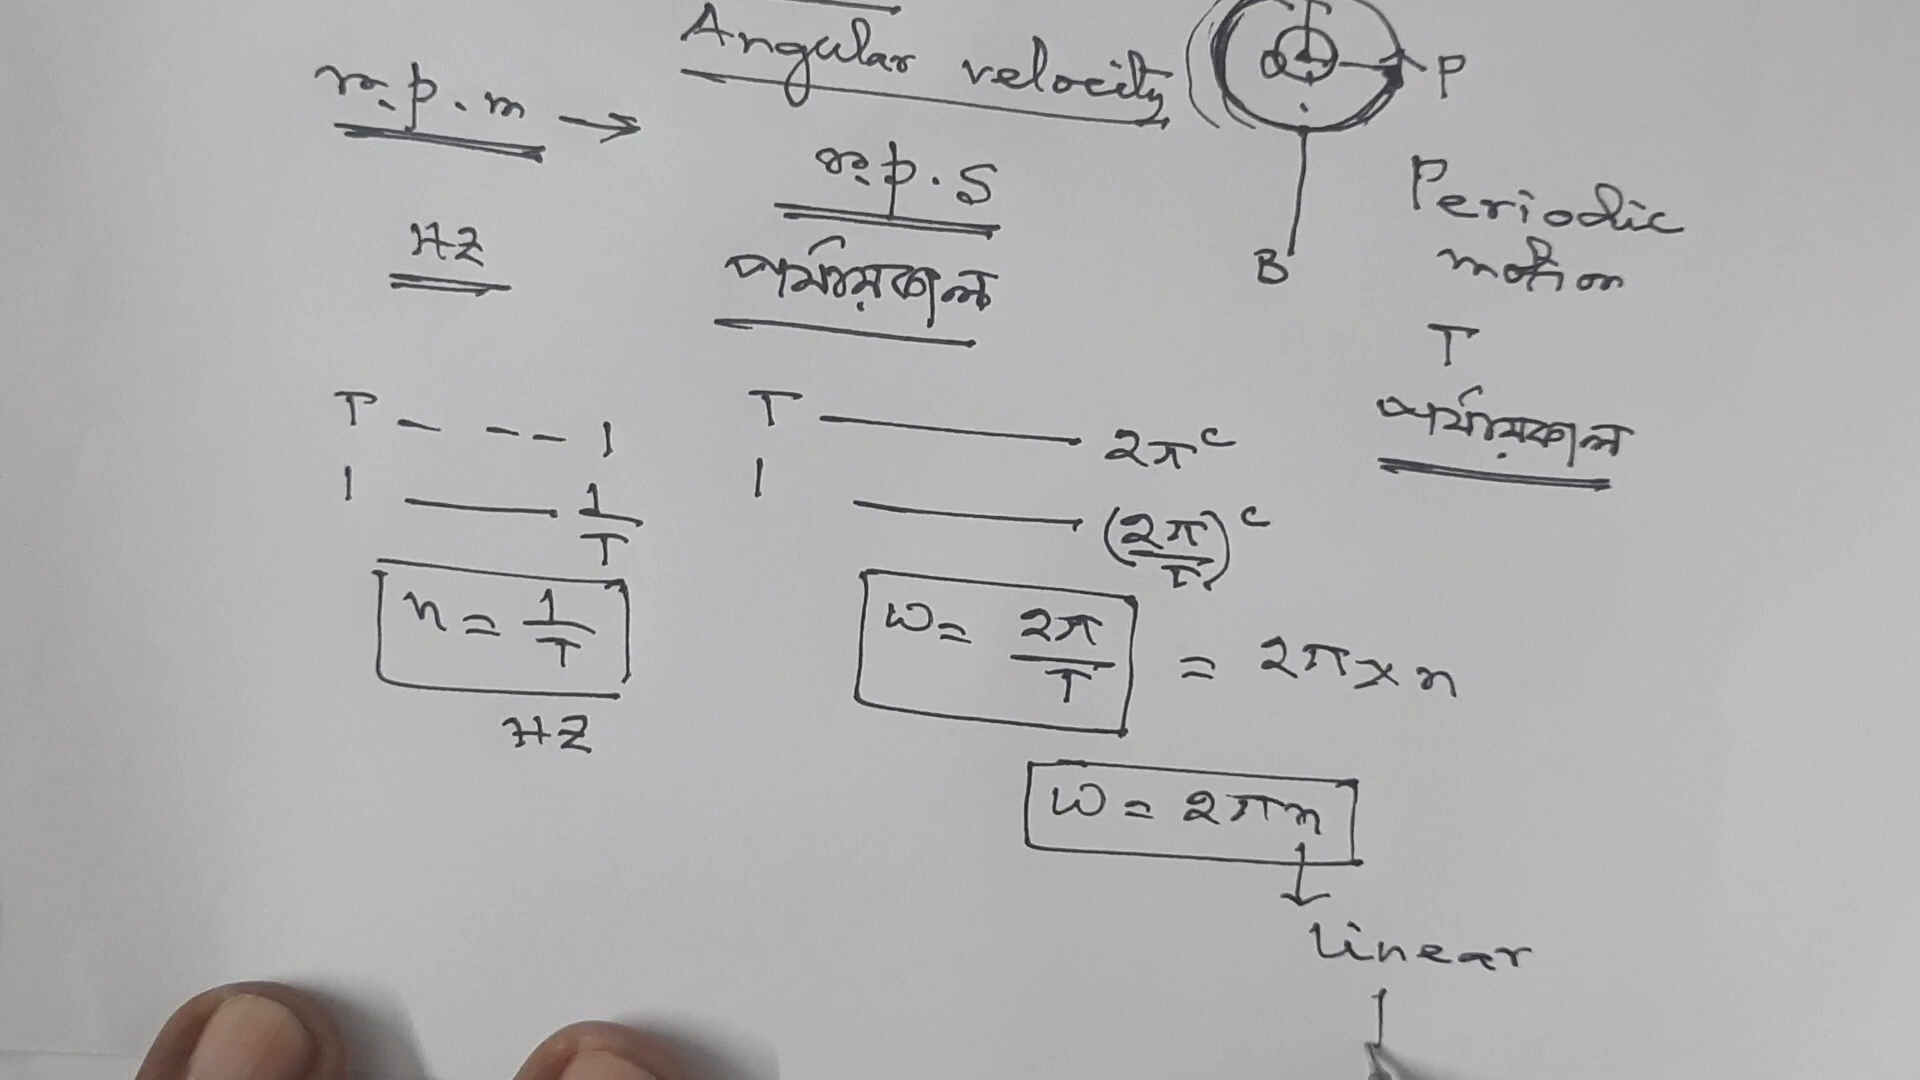 Angular velocity
r.p.m →
P
r.p.s
Periodic
motion
HZ
পর্যায়কাল
B
T
পর্যায়কাল
T - - - 1
1 — 1/T
T — 2π^c
1 — (2π/T)^c
n = 1/T
HZ
ω = 2π/T = 2π × n
ω = 2πn
↓
linear